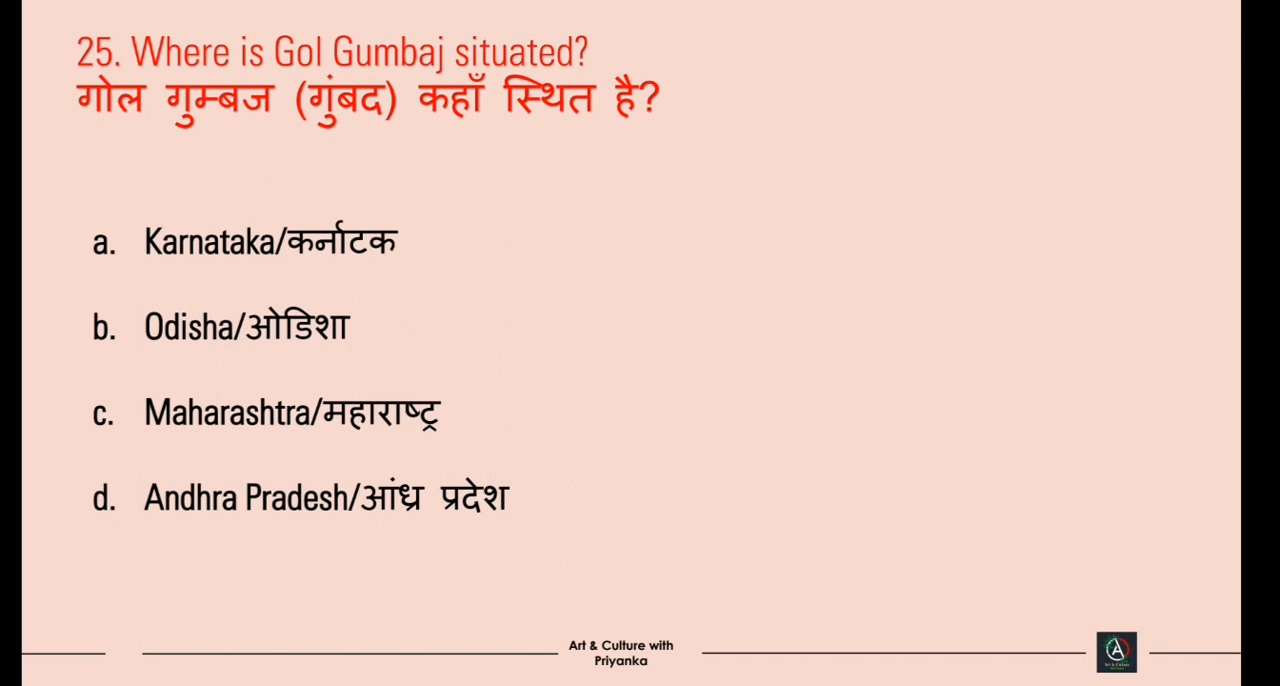 25. Where is Gol Gumbaj situated?
गोल गुम्बज (गुंबद) कहाँ स्थित है?
a. Karnataka/कर्नाटक
b. Odisha/ओडिशा
c. Maharashtra/महाराष्ट्र
d. Andhra Pradesh/आंध्र प्रदेश
Art & Culture with
Priyanka